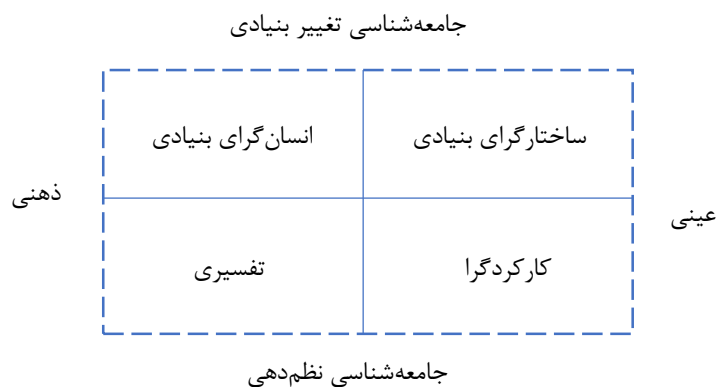 جامعه‌شناسی تغییر بنیادی
ساختارگرای بنیادی
انسان‌گرای بنیادی
عینی
ذهنی
کارکردگرا
تفسیری
جامعه‌شناسی نظم‌دهی